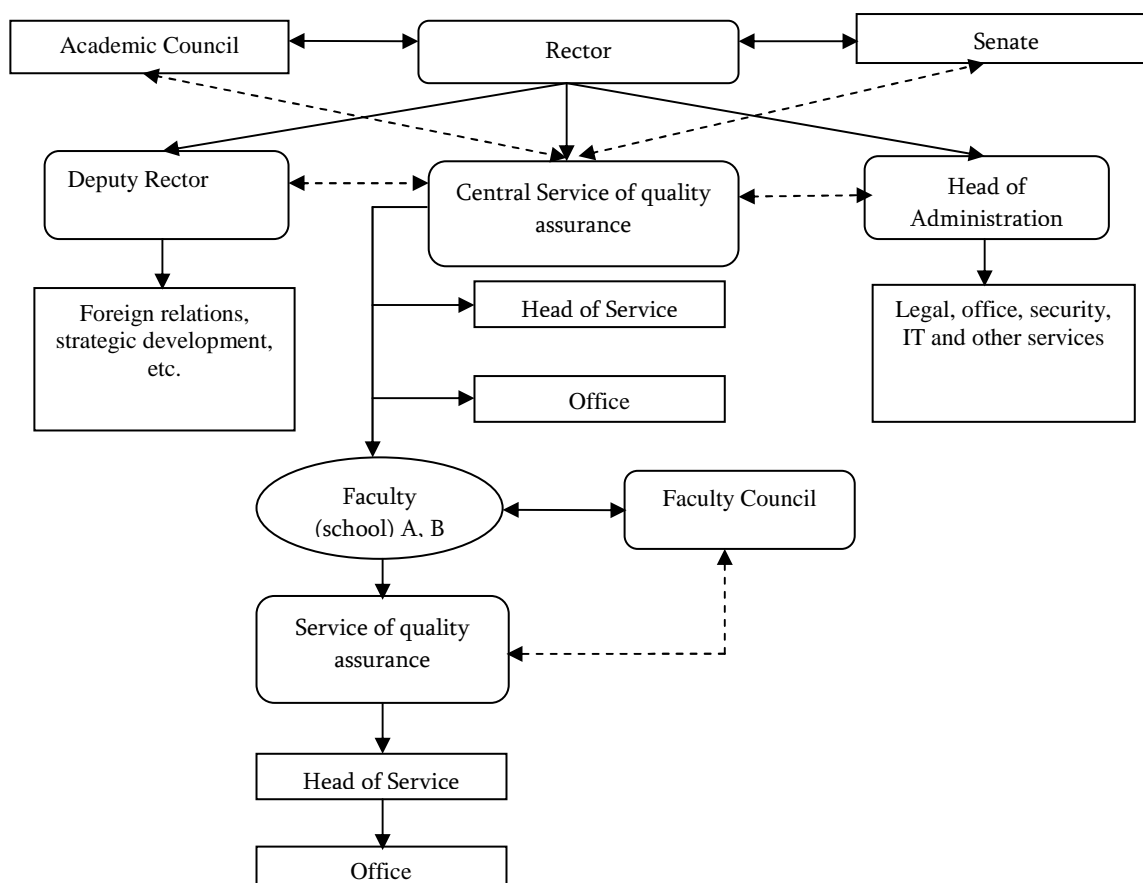 Academic Council
Rector
Senate
Deputy Rector
Central Service of quality
assurance
Head of
Administration
Foreign relations,
strategic development,
etc.
Head of Service
Legal, office, security,
IT and other services
Office
Faculty
(school) A, B
Faculty Council
Service of quality
assurance
Head of Service
Office